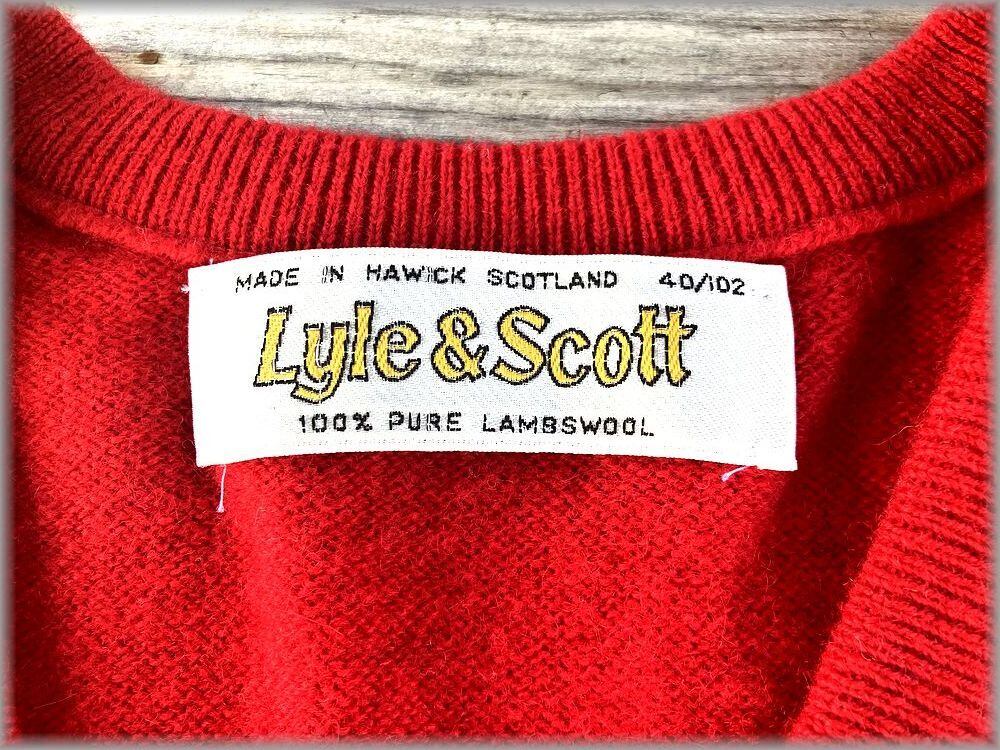 MADE IN HAWICK SCOTLAND 40/102
Lyle & Scott
100% PURE LAMBSWOOL